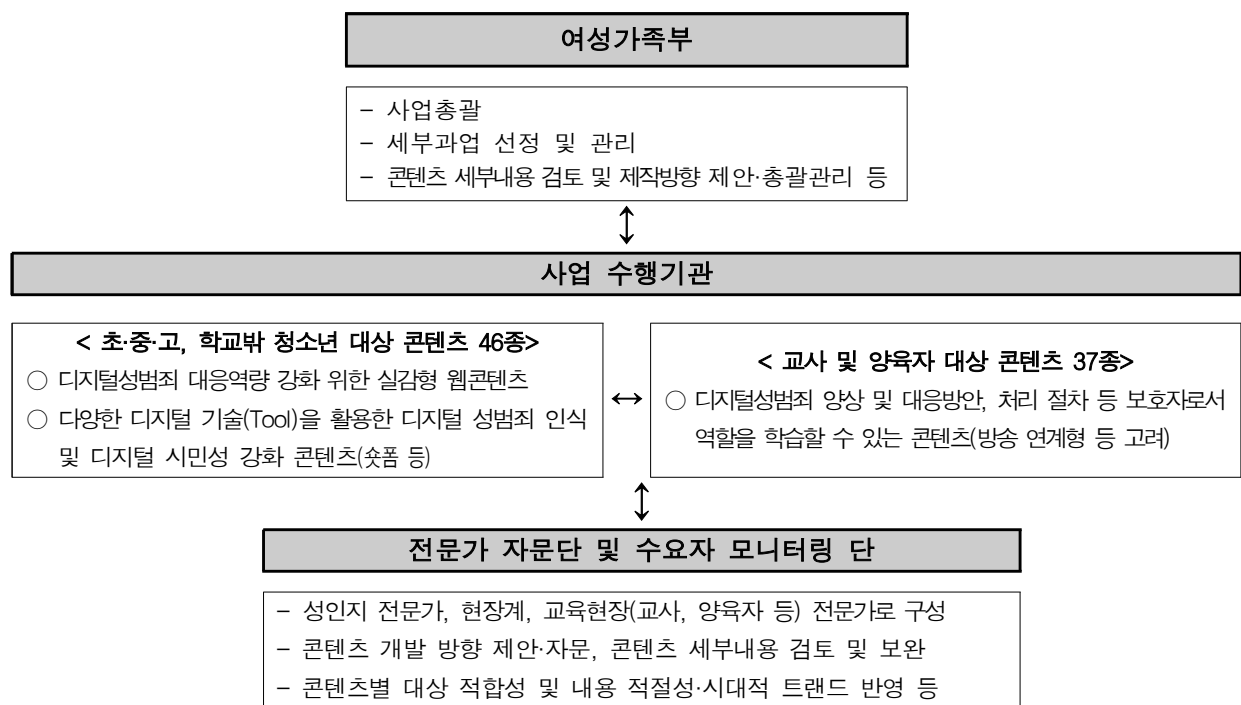 여성가족부
– 사업총괄
– 세부과업 선정 및 관리
– 콘텐츠 세부내용 검토 및 제작방향 제안·총괄관리 등
↕
사업 수행기관
< 초·중·고, 학교밖 청소년 대상 콘텐츠 46종>
○ 디지털성범죄 대응역량 강화 위한 실감형 웹콘텐츠
○ 다양한 디지털 기술(Tool)을 활용한 디지털 성범죄 인식
및 디지털 시민성 강화 콘텐츠(숏폼 등)
↔
< 교사 및 양육자 대상 콘텐츠 37종>
○ 디지털성범죄 양상 및 대응방안, 처리 절차 등 보호자로서
역할을 학습할 수 있는 콘텐츠(방송 연계형 등 고려)
↕
전문가 자문단 및 수요자 모니터링 단
– 성인지 전문가, 현장계, 교육현장(교사, 양육자 등) 전문가로 구성
– 콘텐츠 개발 방향 제안·자문, 콘텐츠 세부내용 검토 및 보완
– 콘텐츠별 대상 적합성 및 내용 적절성·시대적 트랜드 반영 등